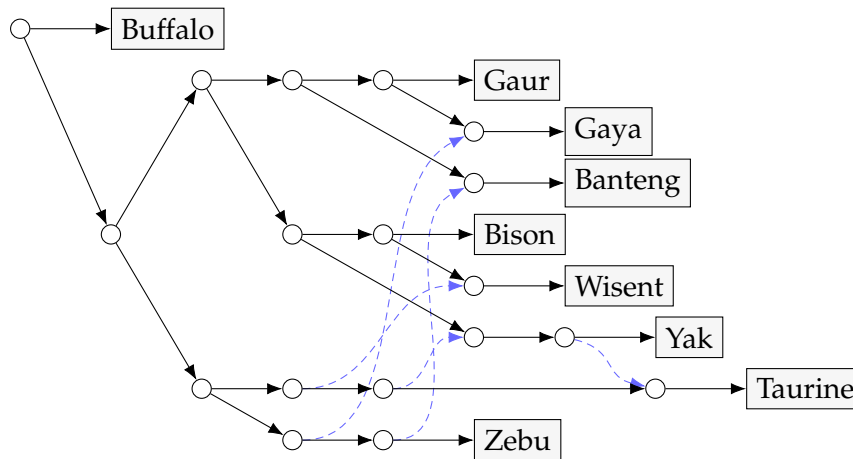 Buffalo
Gaur
Gaya
Banteng
Bison
Wisent
Yak
Taurine
Zebu